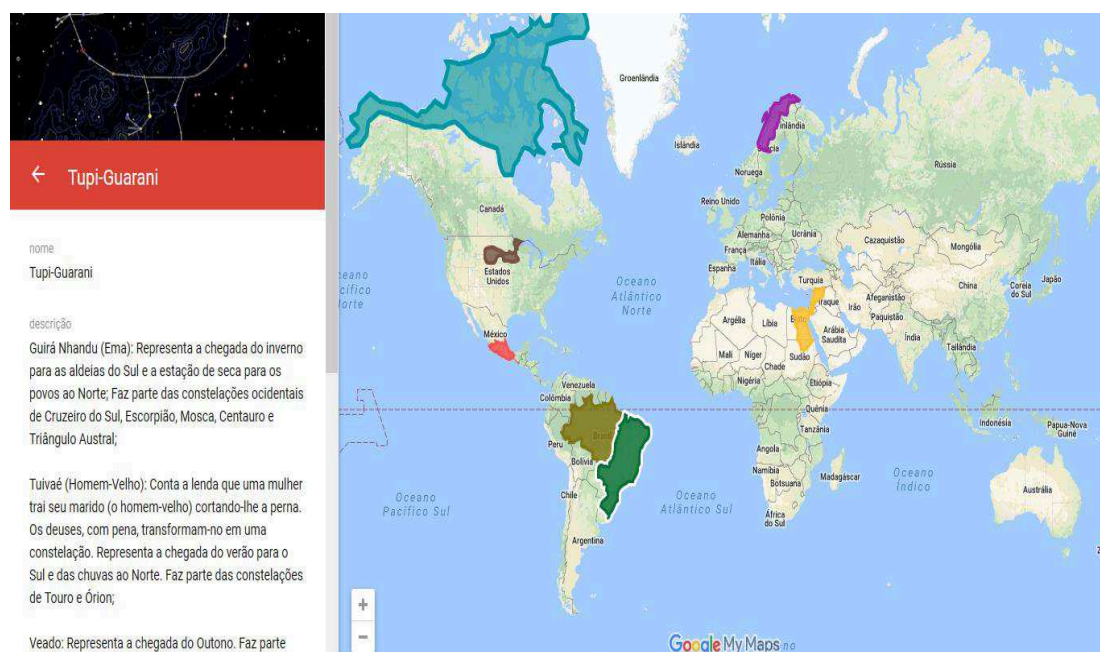 Tupi-Guarani
nome
Tupi-Guarani
descrição
Guirá Nhandu (Ema): Representa a chegada do inverno
para as aldeias do Sul e a estação de seca para os
povos ao Norte; Faz parte das constelações ocidentais
de Cruzeiro do Sul, Escorpião, Mosca, Centauro e
Triângulo Austral;
Tuivaé (Homem-Velho): Conta a lenda que uma mulher
trai seu marido (o homem-velho) cortando-lhe a perna.
Os deuses, com pena, transformam-no em uma
constelação. Representa a chegada do verão para o
Sul e das chuvas ao Norte. Faz parte das constelações
de Touro e Órion;
Veado: Representa a chegada do Outono. Faz parte
Groenlândia
Islândia
Noruega
Rússia
Canadá
Reino Unido
Polônia
Alemanha
Ucrânia
França
Cazaquistão
Mongólia
Itália
Espanha
Estados
Unidos
Oceano
Atlântico
Norte
Turquia
China
Coreia
do Sul
Japão
Iraque
Irão
Afeganistão
Paquistão
Argélia
Líbia
Arábia
Saudita
Índia
México
Mali
Níger
Chade
Sudão
Tailândia
Nigéria
Etiópia
Venezuela
Colômbia
Quénia
Indonésia
Papua-Nova
Guiné
Tanzânia
Brasil
Peru
Bolívia
Angola
Namíbia
Botsuana
Madagáscar
Oceano
Índico
Austrália
Oceano
Pacífico Sul
Chile
Oceano
Atlântico Sul
África
do Sul
Argentina
+
−
Google My Maps